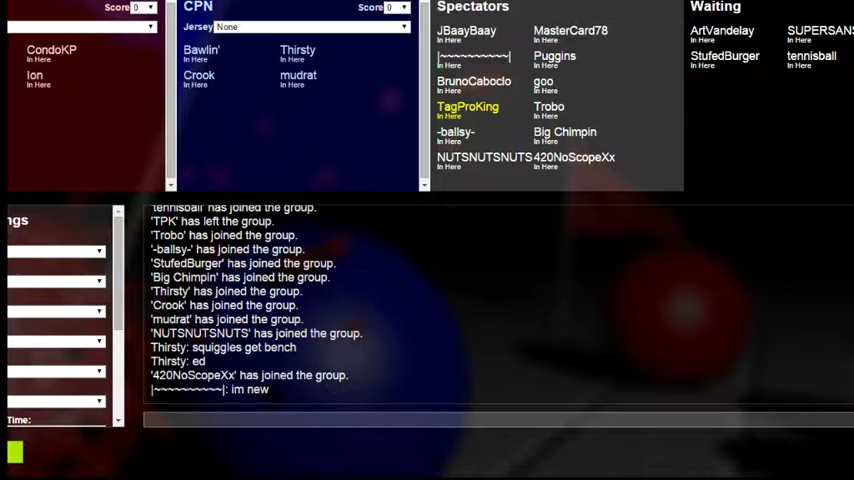 Score 0
CondoKP
In Here
Ion
In Here
CPN
Score 0
Jersey None
Bawlin'
In Here
Thirsty
In Here
Crook
In Here
mudrat
In Here
Spectators
JBaayBaay
In Here
MasterCard78
In Here
|~~~~~~~~~~|
In Here
Puggins
In Here
BrunoCaboclo
In Here
goo
In Here
TagProKing
In Here
Trobo
In Here
-ballsy-
In Here
Big Chimpin
In Here
NUTSNUTSNUTS
In Here
420NoScopeXx
In Here
Waiting
ArtVandelay
In Here
SUPERSANS
In Here
StufedBurger
In Here
tennisball
In Here
ngs
Time:
'tennisball' has joined the group.
'TPK' has left the group.
'Trobo' has joined the group.
'-ballsy-' has joined the group.
'StufedBurger' has joined the group.
'Big Chimpin' has joined the group.
'Thirsty' has joined the group.
'Crook' has joined the group.
'mudrat' has joined the group.
'NUTSNUTSNUTS' has joined the group.
Thirsty: squiggles get bench
Thirsty: ed
'420NoScopeXx' has joined the group.
|~~~~~~~~~~|: im new